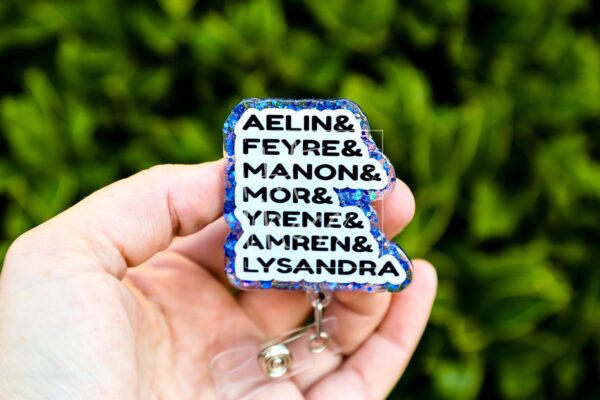 AELIN&
FEYRE&
MANON&
MOR&
YRENE&
AMREN&
LYSANDRA